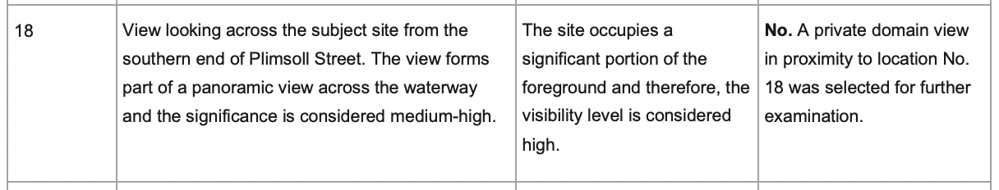 18
View looking across the subject site from the
southern end of Plimsoll Street. The view forms
part of a panoramic view across the waterway
and the significance is considered medium-high.
The site occupies a
significant portion of the
foreground and therefore, the
visibility level is considered
high.
No. A private domain view
in proximity to location No.
18 was selected for further
examination.